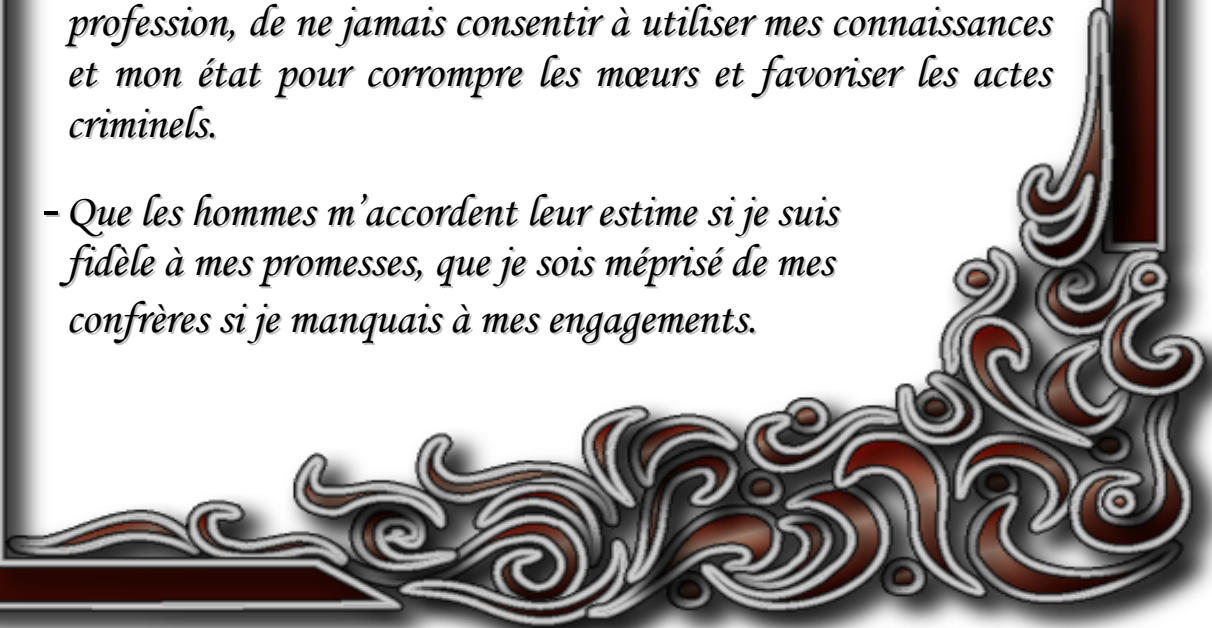 profession, de ne jamais consentir à utiliser mes connaissances
et mon état pour corrompre les mœurs et favoriser les actes
criminels.
- Que les hommes m’accordent leur estime si je suis
fidèle à mes promesses, que je sois méprisé de mes
confrères si je manquais à mes engagements.